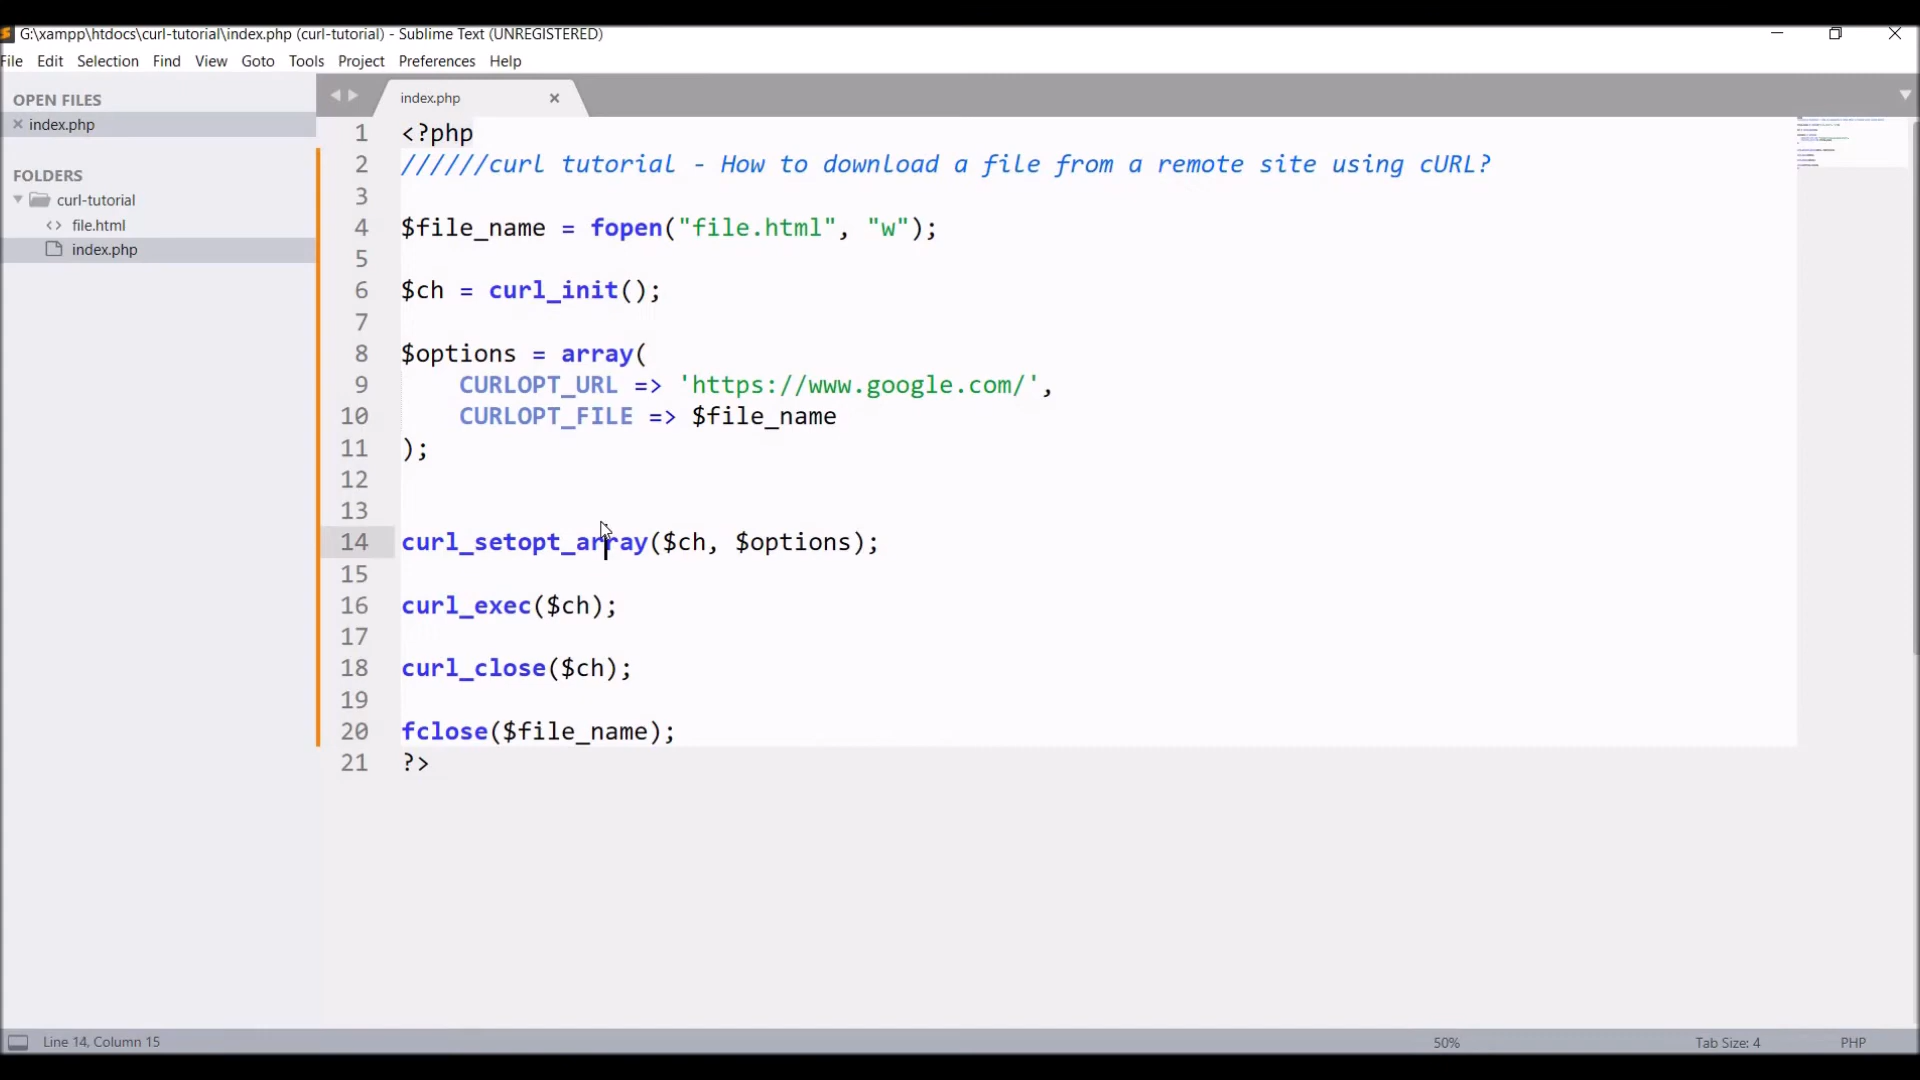 G:\xampp\htdocs\curl-tutorial\index.php (curl-tutorial) - Sublime Text (UNREGISTERED)
File Edit Selection Find View Goto Tools Project Preferences Help
OPEN FILES
index.php
FOLDERS
curl-tutorial
file.html
index.php
index.php
1 <?php
2 //////curl tutorial - How to download a file from a remote site using cURL?
3
4 $file_name = fopen("file.html", "w");
5
6 $ch = curl_init();
7
8 $options = array(
9 CURLOPT_URL => 'https://www.google.com/',
10 CURLOPT_FILE => $file_name
11 );
12
13
14 curl_setopt_array($ch, $options);
15
16 curl_exec($ch);
17
18 curl_close($ch);
19
20 fclose($file_name);
21 ?>
Line 14, Column 15 50% Tab Size: 4 PHP